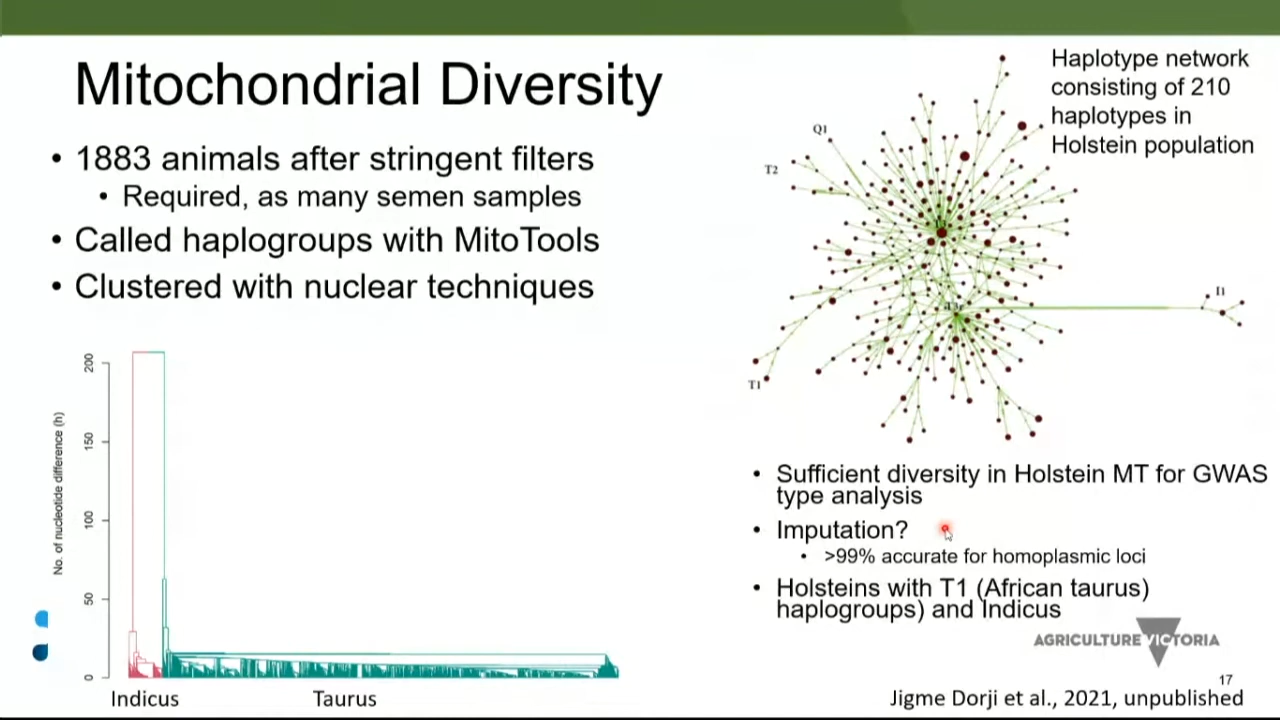 Mitochondrial Diversity
• 1883 animals after stringent filters
• Required, as many semen samples
• Called haplogroups with MitoTools
• Clustered with nuclear techniques
No. of nucleotide difference (h)
200
150
100
50
0
Indicus
Taurus
Haplotype network
consisting of 210
haplotypes in
Holstein population
Q1
T2
I1
T1
• Sufficient diversity in Holstein MT for GWAS
type analysis
• Imputation?
• >99% accurate for homoplasmic loci
• Holsteins with T1 (African taurus)
haplogroups) and Indicus
AGRICULTURE VICTORIA
17
Jigme Dorji et al., 2021, unpublished